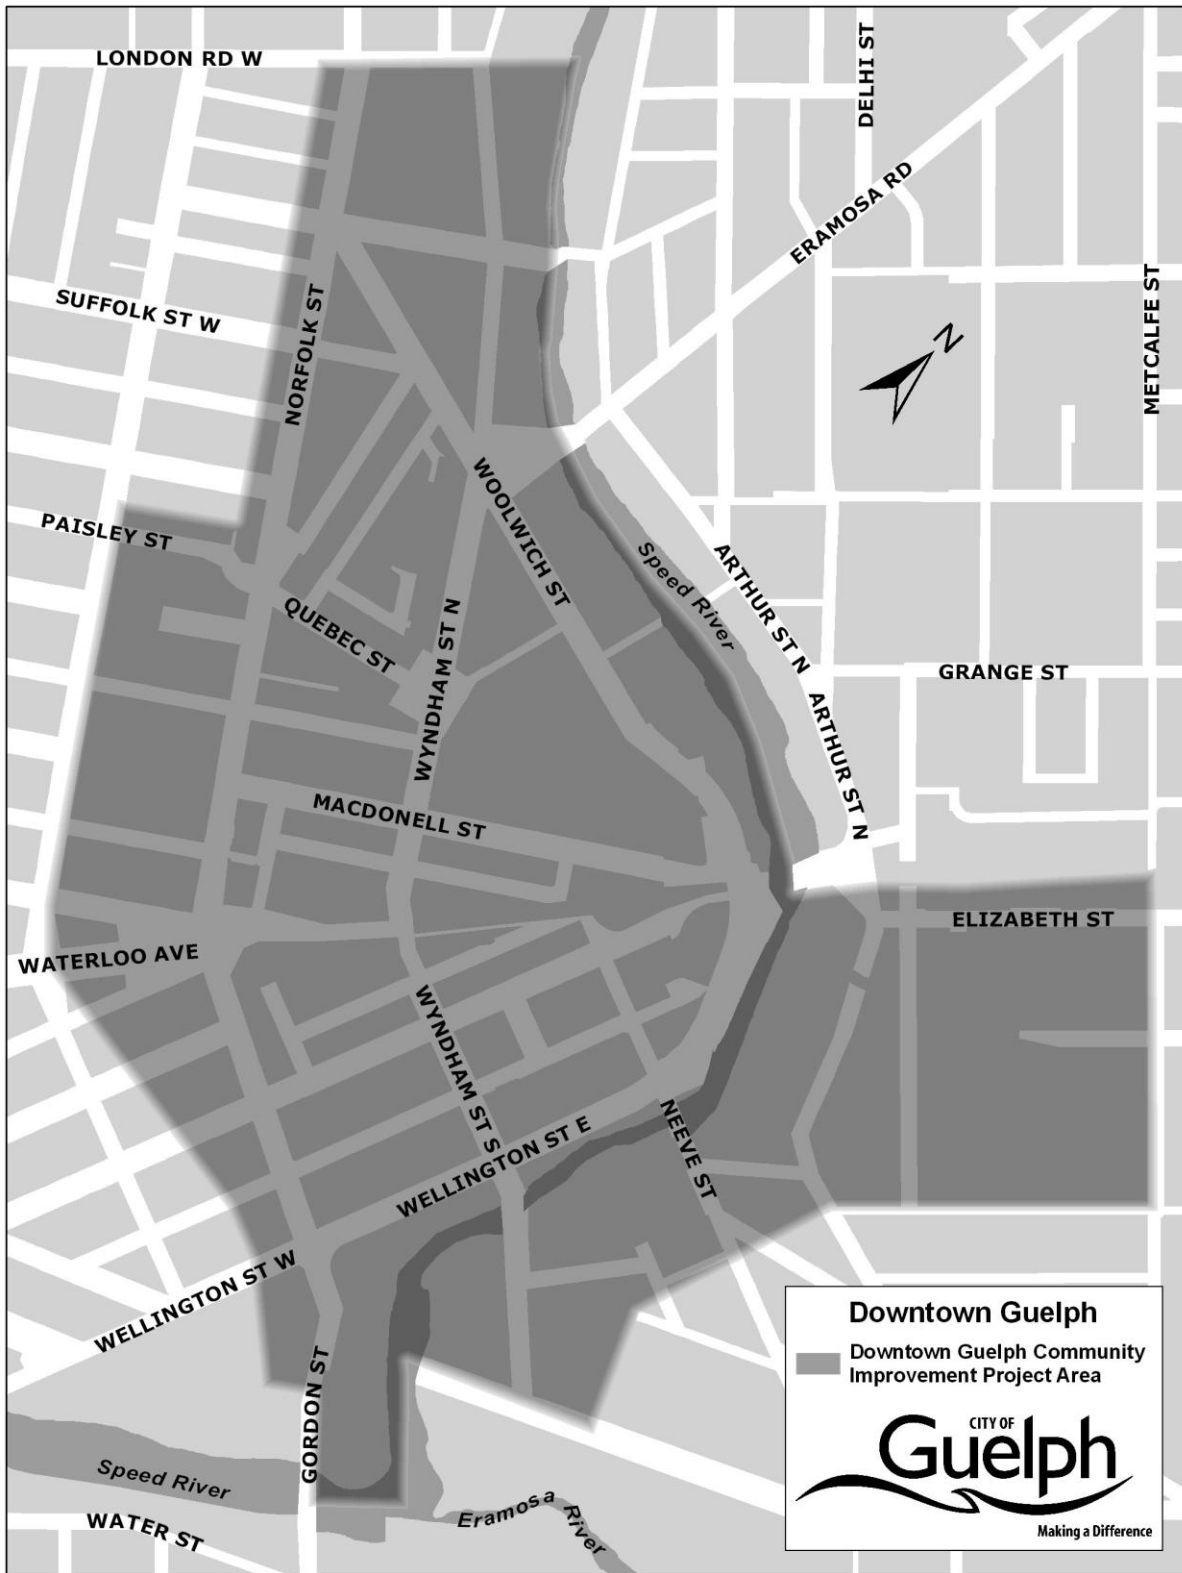 LONDON RD W
DELHI ST
ERAMOSA RD
SUFFOLK ST W
NORFOLK ST
METCALFE ST
N
PAISLEY ST
WOOLWICH ST
Speed River
ARTHUR ST N
QUEBEC ST
WYNDHAM ST N
GRANGE ST
ARTHUR ST N
MACDONELL ST
ELIZABETH ST
WATERLOO AVE
WYNDHAM ST S
WELLINGTON ST E
NEEVE ST
WELLINGTON ST W
GORDON ST
Speed River
WATER ST
Eramosa River
Downtown Guelph
Downtown Guelph Community
Improvement Project Area
CITY OF
Guelph
Making a Difference